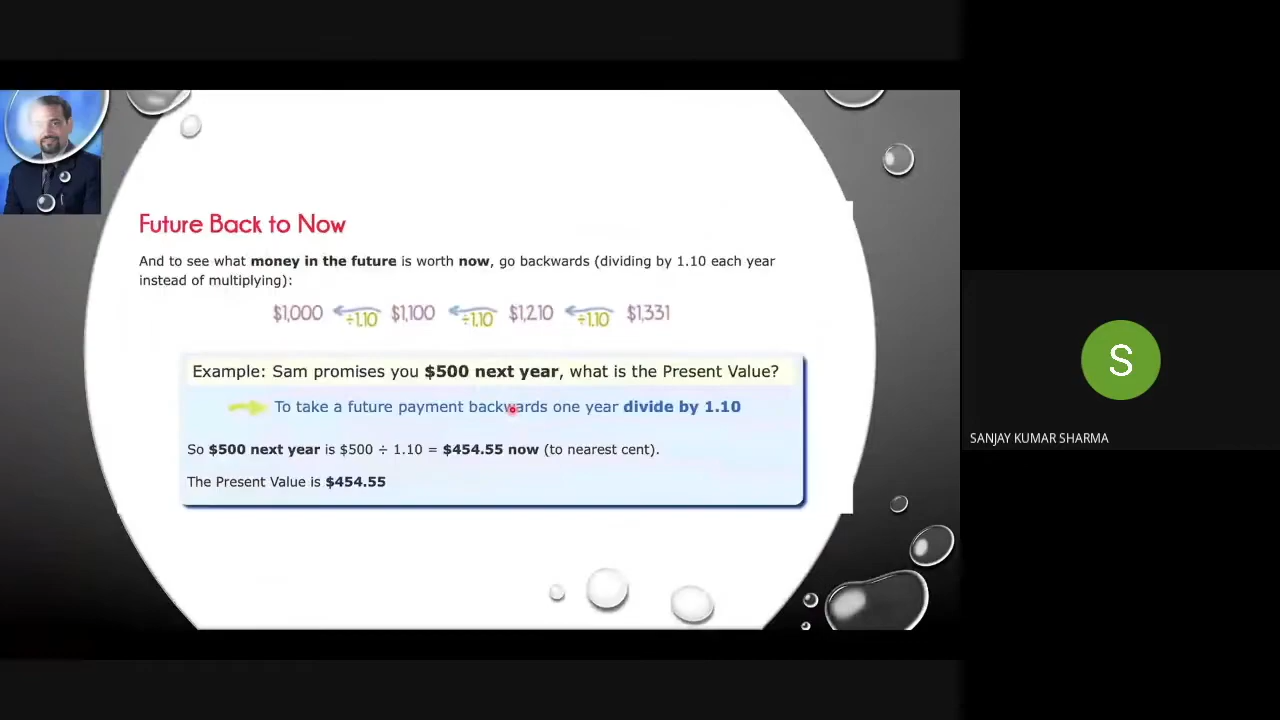 Future Back to Now
And to see what money in the future is worth now, go backwards (dividing by 1.10 each year
instead of multiplying):
$1,000 ÷1.10 $1,100 ÷1.10 $1,210 ÷1.10 $1,331
Example: Sam promises you $500 next year, what is the Present Value?
To take a future payment backwards one year divide by 1.10
So $500 next year is $500 ÷ 1.10 = $454.55 now (to nearest cent).
The Present Value is $454.55
S
SANJAY KUMAR SHARMA